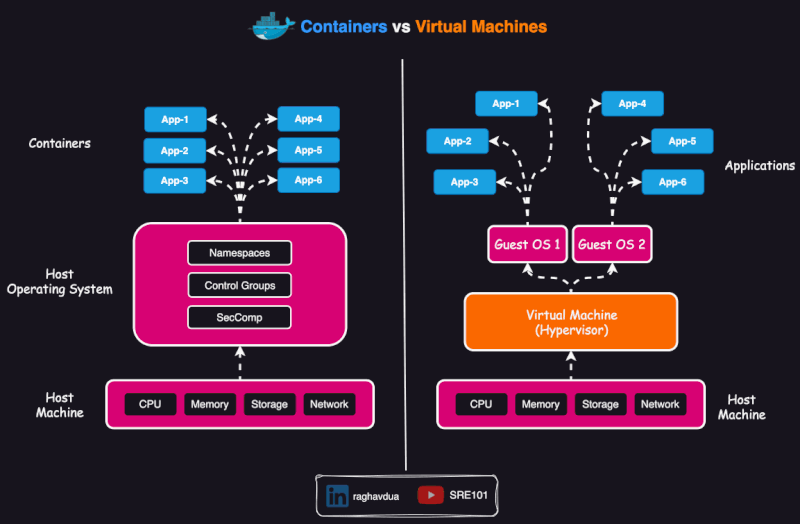 Containers vs Virtual Machines
Containers
App-1
App-4
App-2
App-5
App-3
App-6
Host
Operating System
Namespaces
Control Groups
SecComp
Host
Machine
CPU
Memory
Storage
Network
App-1
App-4
App-2
App-5
App-3
App-6
Applications
Guest OS 1
Guest OS 2
Virtual Machine
(Hypervisor)
CPU
Memory
Storage
Network
Host
Machine
in
raghavdua
SRE101